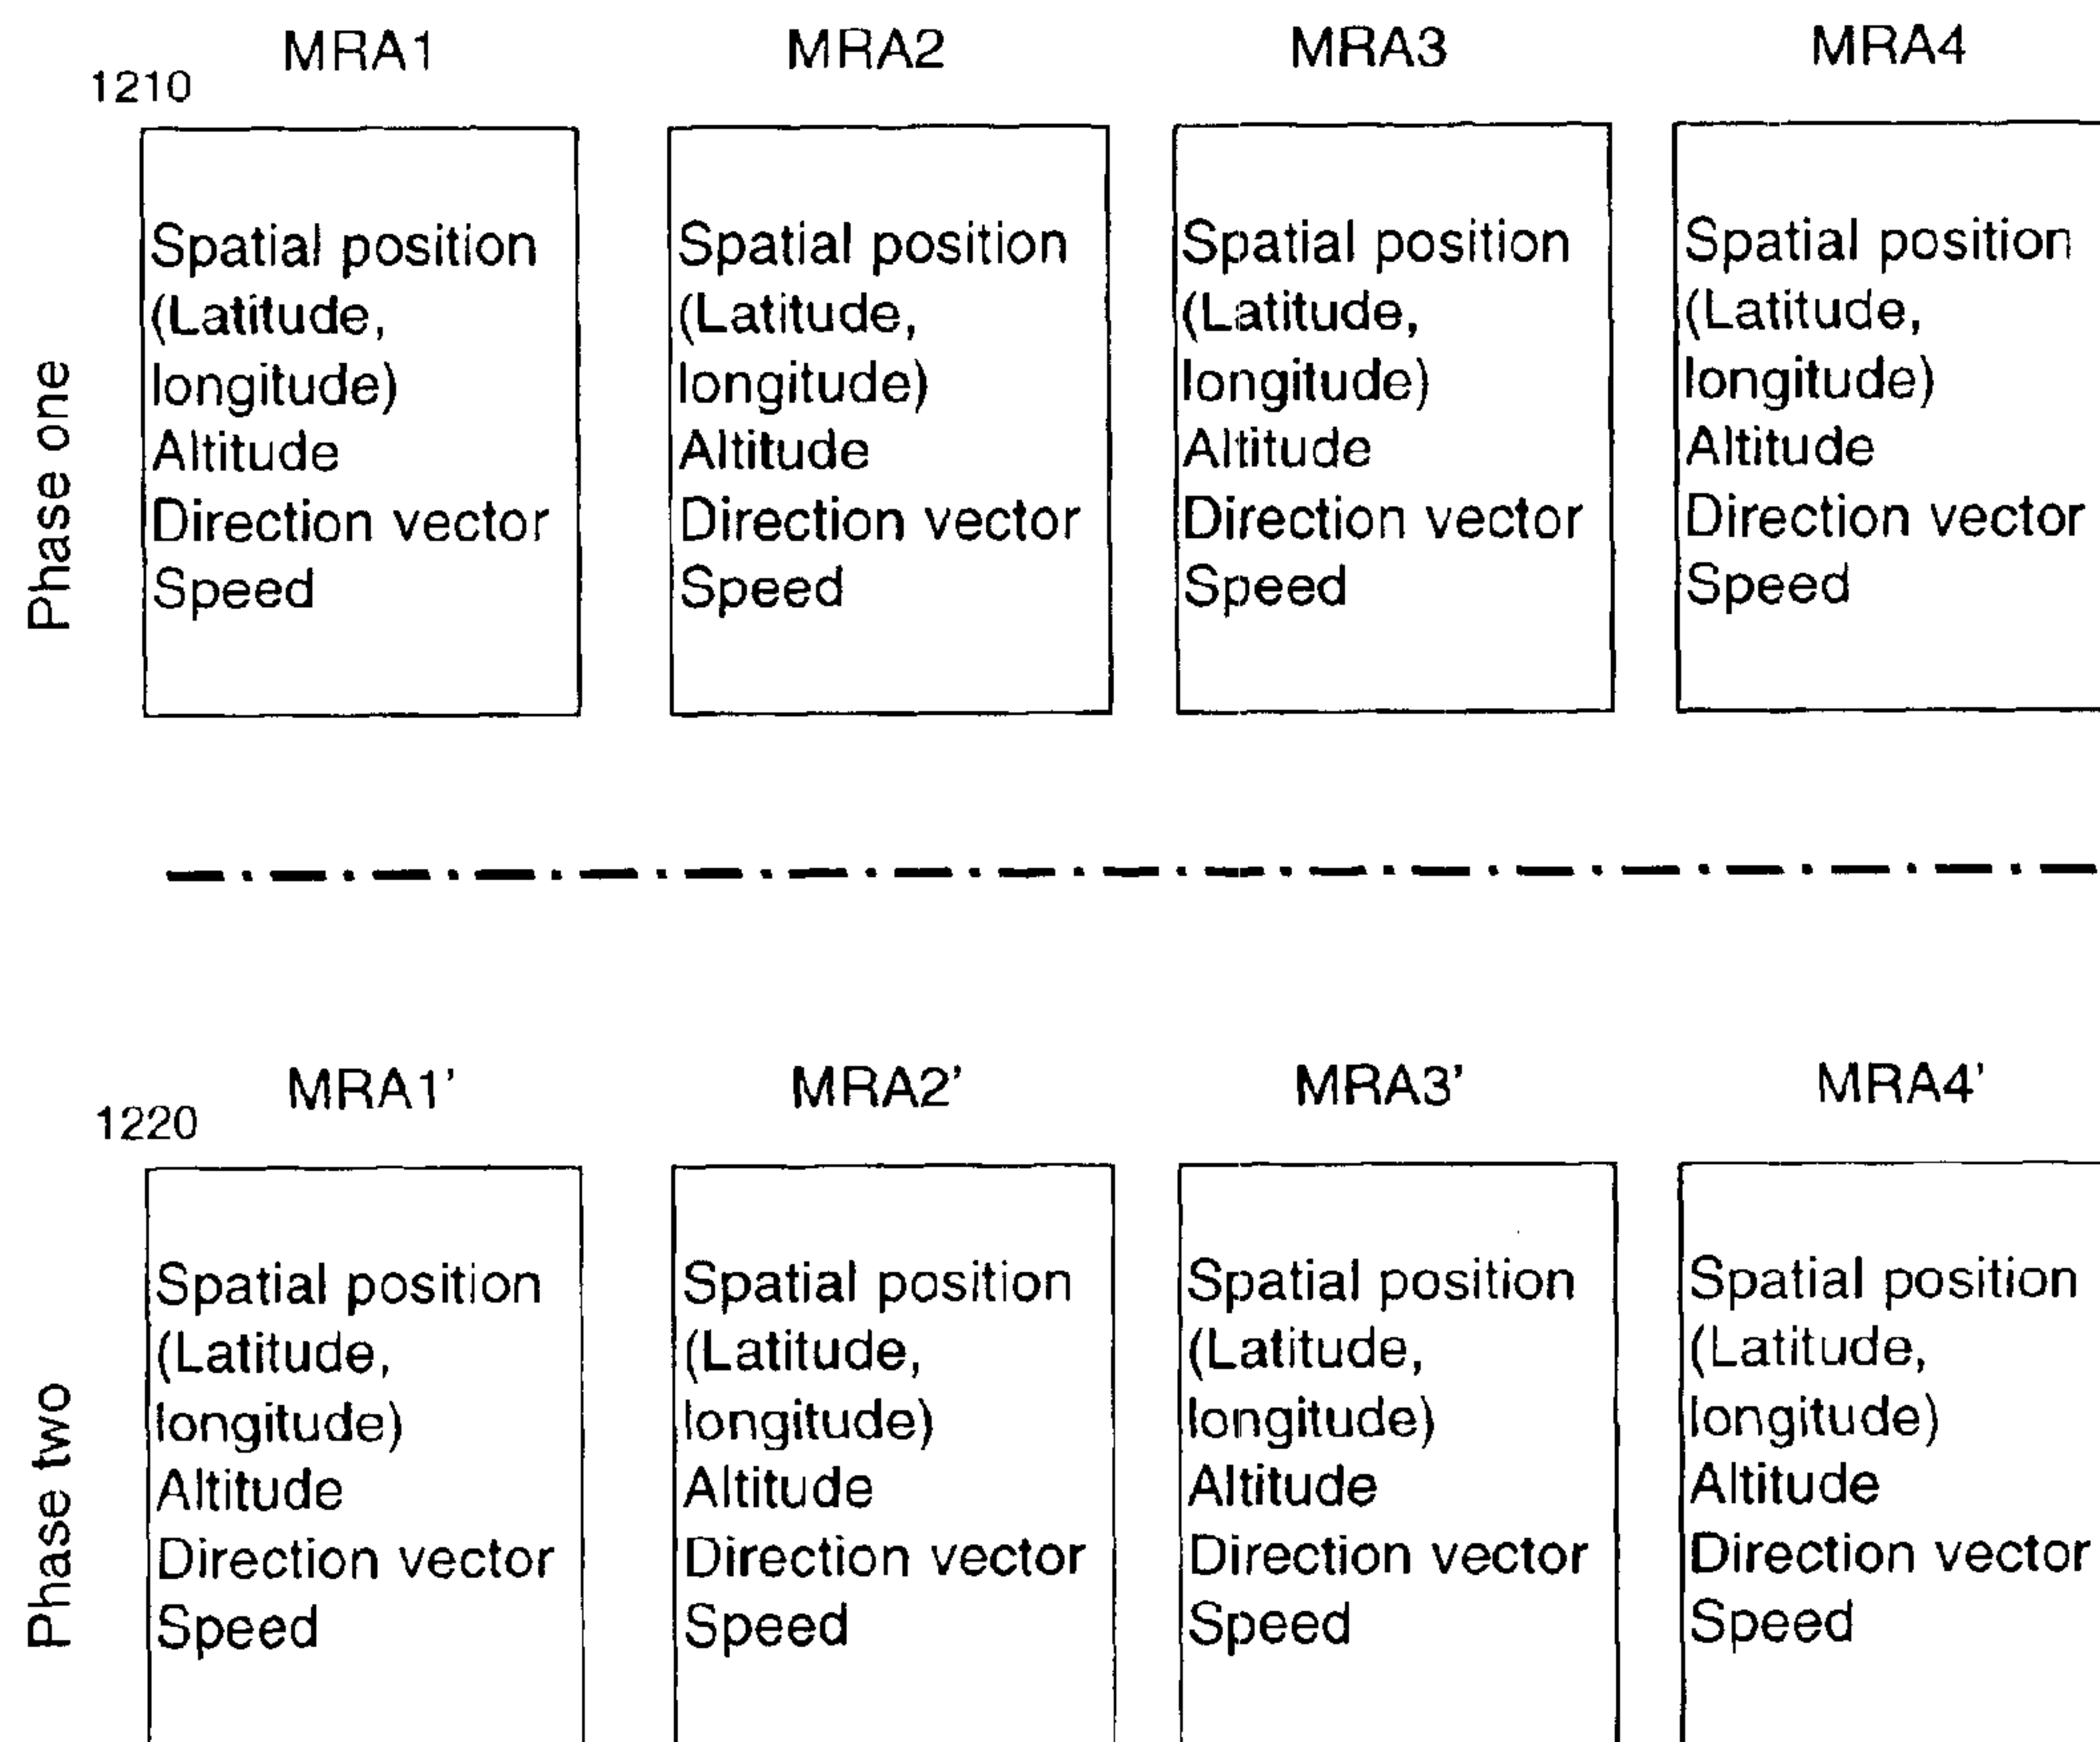 MRA1 MRA2 MRA3 MRA4
1210
Phase one
Spatial position
(Latitude,
longitude)
Altitude
Direction vector
Speed
Spatial position
(Latitude,
longitude)
Altitude
Direction vector
Speed
Spatial position
(Latitude,
longitude)
Altitude
Direction vector
Speed
Spatial position
(Latitude,
longitude)
Altitude
Direction vector
Speed
MRA1' MRA2' MRA3' MRA4'
1220
Phase two
Spatial position
(Latitude,
longitude)
Altitude
Direction vector
Speed
Spatial position
(Latitude,
longitude)
Altitude
Direction vector
Speed
Spatial position
(Latitude,
longitude)
Altitude
Direction vector
Speed
Spatial position
(Latitude,
longitude)
Altitude
Direction vector
Speed